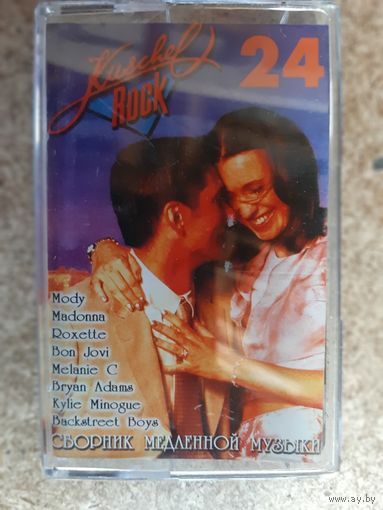 Kuschel
ROCK
24
Mody
Madonna
Roxette
Bon Jovi
Melanie C
Bryan Adams
Kylie Minogue
Backstreet Boys
СБОРНИК МЕДЛЕННОЙ МУЗЫКИ
© www.ay.by